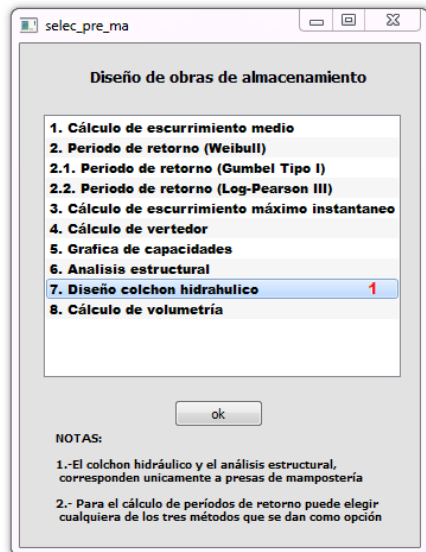 selec_pre_ma
Diseño de obras de almacenamiento
1. Cálculo de escurrimiento medio
2. Periodo de retorno (Weibull)
2.1. Periodo de retorno (Gumbel Tipo I)
2.2. Periodo de retorno (Log-Pearson III)
3. Cálculo de escurrimiento máximo instantaneo
4. Cálculo de vertedor
5. Grafica de capacidades
6. Analisis estructural
7. Diseño colchon hidrahulico 1
8. Cálculo de volumetría
ok
NOTAS:
1.-El colchon hidráulico y el análisis estructural,
corresponden unicamente a presas de mampostería
2.- Para el cálculo de períodos de retorno puede elegir
cualquiera de los tres métodos que se dan como opción